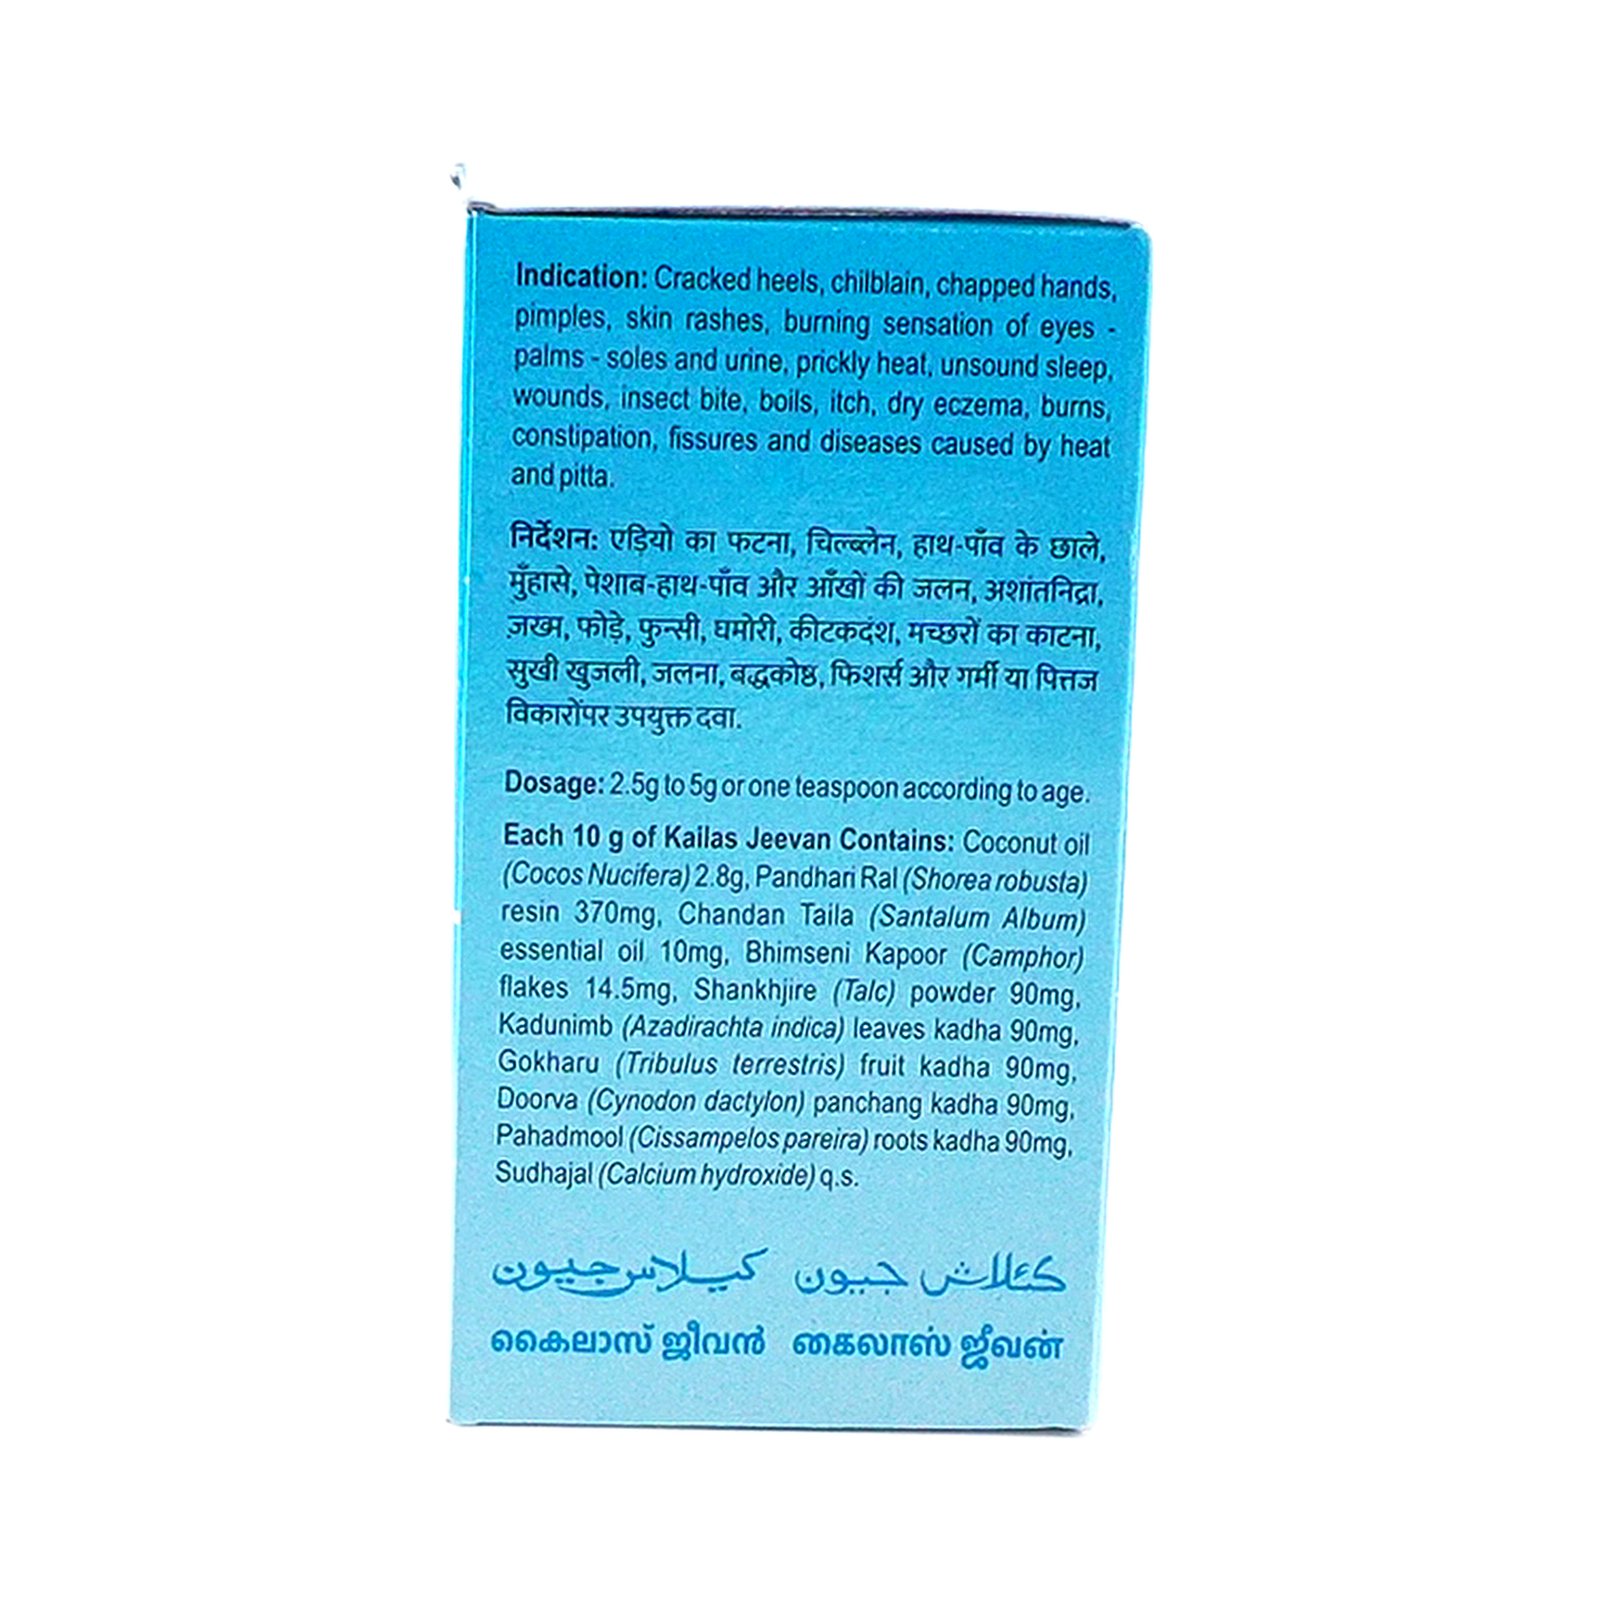 Indication: Cracked heels, chilblain, chapped hands,
pimples, skin rashes, burning sensation of eyes -
palms - soles and urine, prickly heat, unsound sleep,
wounds, insect bite, boils, itch, dry eczema, burns,
constipation, fissures and diseases caused by heat
and pitta.
निर्देशन: एड़ियो का फटना, चिल्ब्लेन, हाथ-पाँव के छाले,
मुँहासे, पेशाब-हाथ-पाँव और आँखों की जलन, अशांतनिद्रा,
ज़ख्म, फोड़े, फुन्सी, घमोरी, कीटकदंश, मच्छरों का काटना,
सुखी खुजली, जलना, बद्धकोष्ठ, फिशर्स और गर्मी या पित्तज
विकारोंपर उपयुक्त दवा.
Dosage: 2.5g to 5g or one teaspoon according to age.
Each 10 g of Kailas Jeevan Contains: Coconut oil
(Cocos Nucifera) 2.8g, Pandhari Ral (Shorea robusta)
resin 370mg, Chandan Taila (Santalum Album)
essential oil 10mg, Bhimseni Kapoor (Camphor)
flakes 14.5mg, Shankhjire (Talc) powder 90mg,
Kadunimb (Azadirachta indica) leaves kadha 90mg,
Gokharu (Tribulus terrestris) fruit kadha 90mg,
Doorva (Cynodon dactylon) panchang kadha 90mg,
Pahadmool (Cissampelos pareira) roots kadha 90mg,
Sudhajal (Calcium hydroxide) q.s.
کیلاس جیون كئلاش جيون
കൈലാസ് ജീവൻ கைலாஸ் ஜீவன்